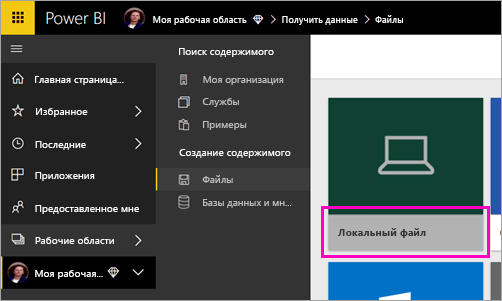 Power BI Моя рабочая область > Получить данные > Файлы
Главная страница...
Избранное
Последние
Приложения
Предоставленное мне
Рабочие области
Моя рабочая...
Поиск содержимого
Моя организация
Службы
Примеры
Создание содержимого
Файлы
Базы данных и мн...
Локальный файл